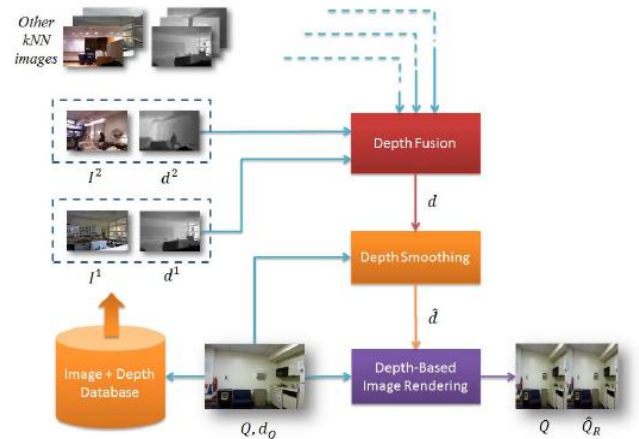 Other
kNN
images
I² d²
Depth Fusion
d
I¹ d¹
Depth Smoothing
d̂
Image + Depth
Database
Depth-Based
Image Rendering
Q, d_Q
Q Q̂_R